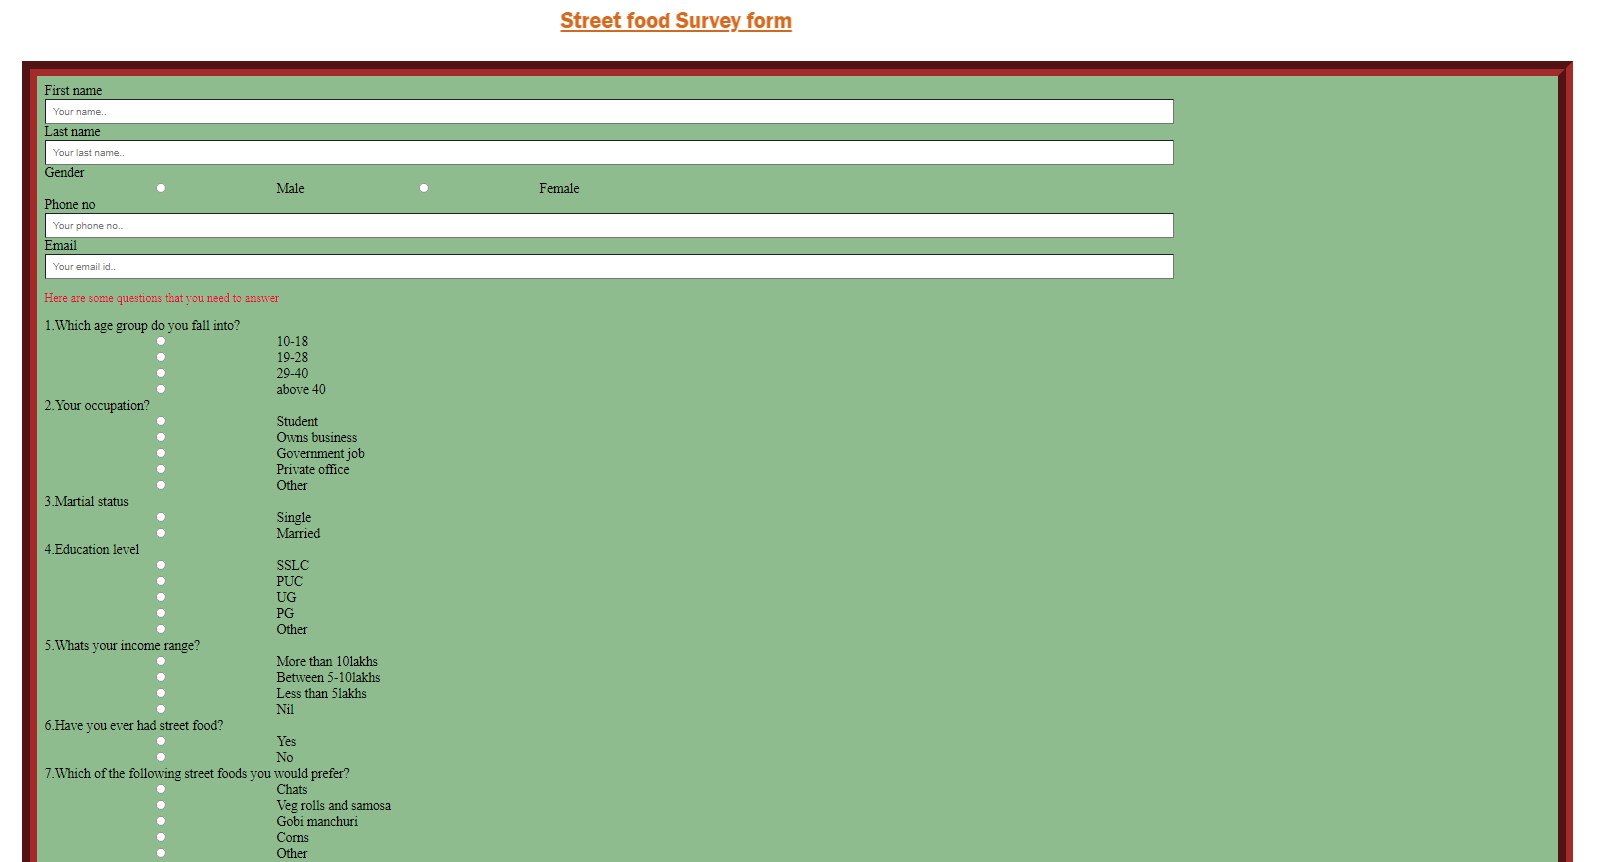 Street food Survey form
First name
Your name..
Last name
Your last name..
Gender
Male Female
Phone no
Your phone no..
Email
Your email id..
Here are some questions that you need to answer
1.Which age group do you fall into?
10-18
19-28
29-40
above 40
2.Your occupation?
Student
Owns business
Government job
Private office
Other
3.Martial status
Single
Married
4.Education level
SSLC
PUC
UG
PG
Other
5.Whats your income range?
More than 10lakhs
Between 5-10lakhs
Less than 5lakhs
Nil
6.Have you ever had street food?
Yes
No
7.Which of the following street foods you would prefer?
Chats
Veg rolls and samosa
Gobi manchuri
Corns
Other